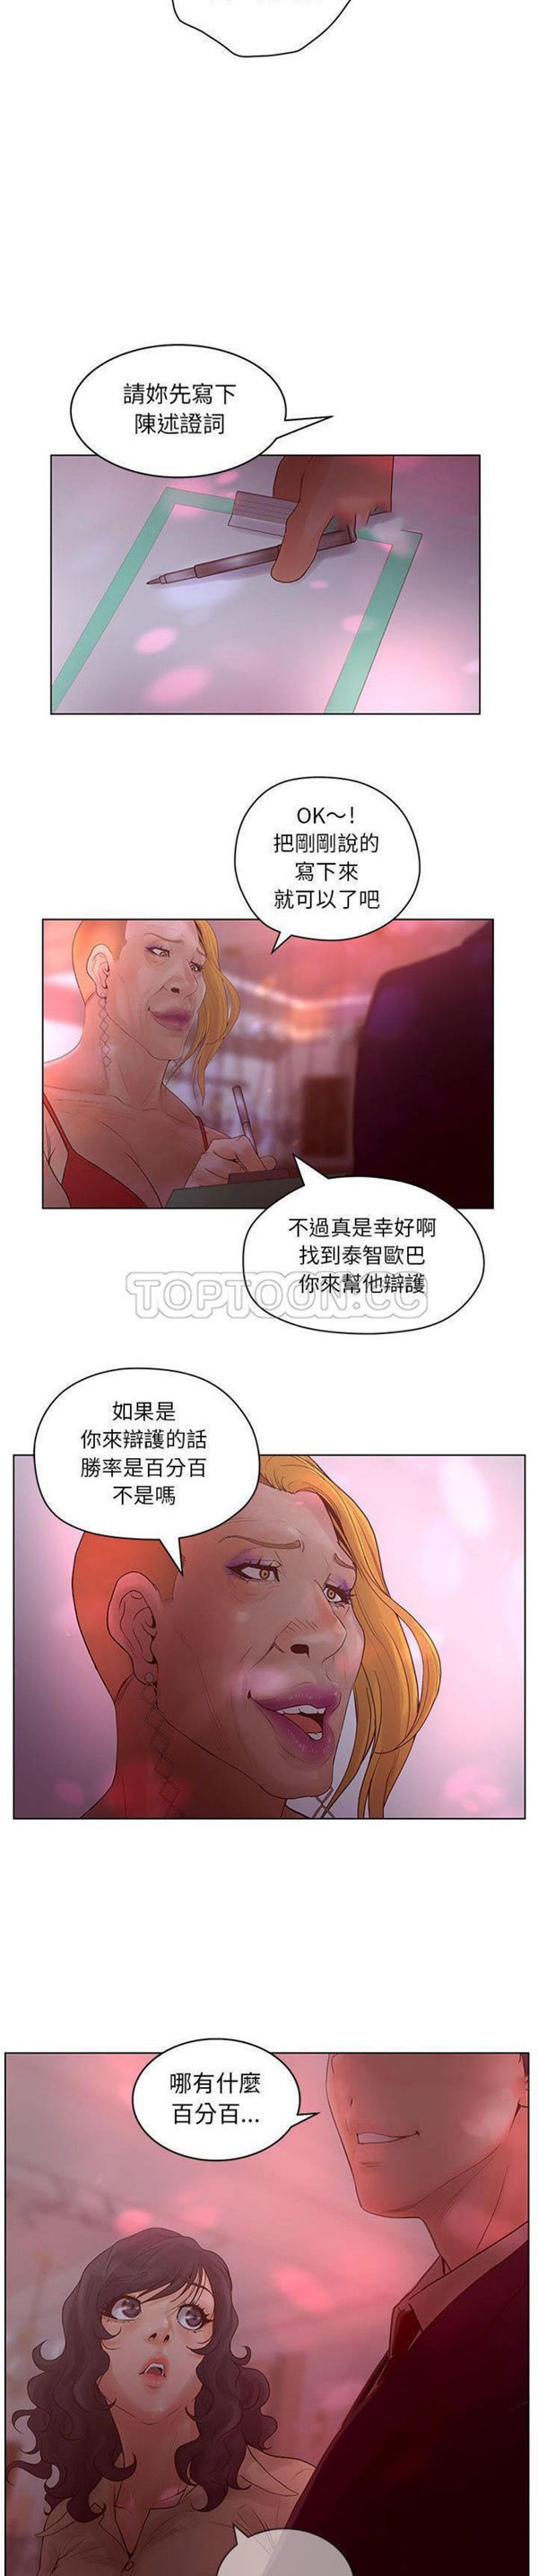 請妳先寫下
陳述證詞
OK～!
把剛剛說的
寫下來
就可以了吧
不過真是幸好啊
找到泰智歐巴
你來幫他辯護
TOPTOON.CC
如果是
你來辯護的話
勝率是百分百
不是嗎
哪有什麼
百分百...